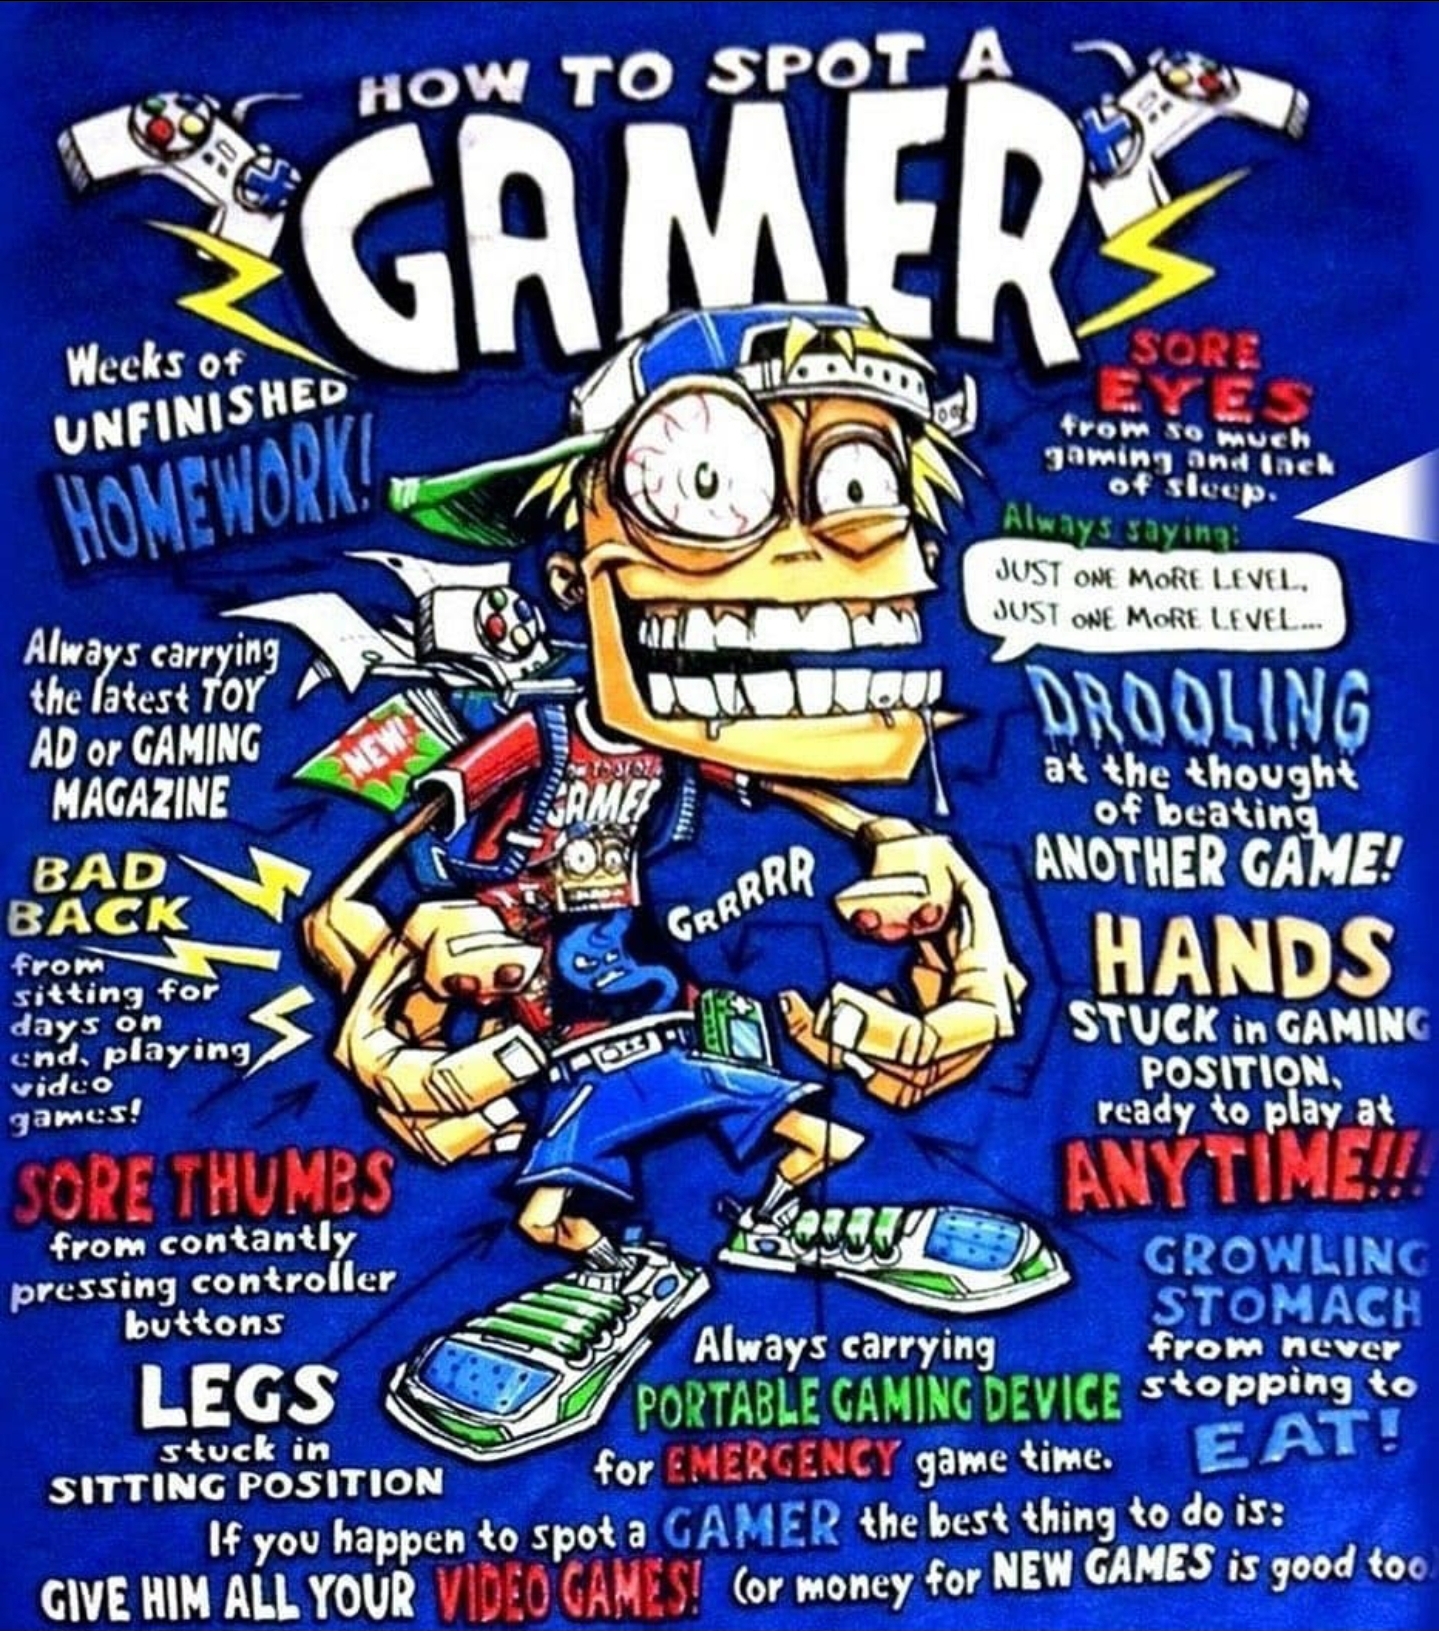 HOW TO SPOT A
GAMER
Weeks of
UNFINISHED
HOMEWORK!
SORE
EYES
from so much
gaming and lack
of sleep.
Always saying:
JUST ONE MORE LEVEL,
JUST ONE MORE LEVEL...
Always carrying
the latest TOY
AD or GAMING
MAGAZINE
NEW!
DROOLING
at the thought
of beating
ANOTHER GAME!
GAMER
BAD
BACK
from
sitting for
days on
end, playing
video
games!
GRRRRR
HANDS
STUCK in GAMING
POSITION,
ready to play at
ANYTIME!!!
SORE THUMBS
from contantly
pressing controller
buttons
GROWLING
STOMACH
from never
stopping to
EAT!
LEGS
stuck in
SITTING POSITION
Always carrying
PORTABLE GAMING DEVICE
for EMERGENCY game time.
If you happen to spot a GAMER the best thing to do is:
GIVE HIM ALL YOUR VIDEO GAMES! (or money for NEW GAMES is good too